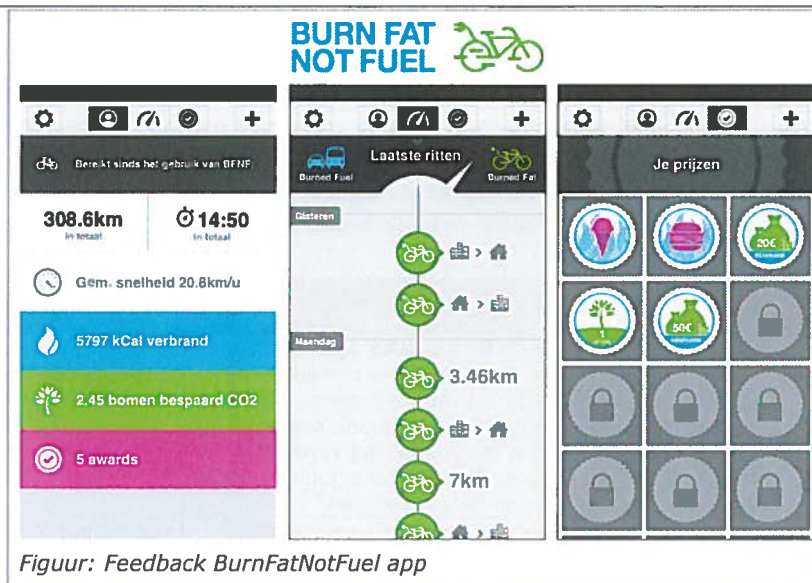 BURN FAT
NOT FUEL
Bereikt sinds het gebruik van BFNF
308.6km
in totaal
14:50
in totaal
Gem. snelheid 20.8km/u
5797 kCal verbrand
2.45 bomen bespaard CO2
5 awards
Burned Fuel
Laatste ritten
Burned Fat
Gisteren
Maandag
3.46km
7km
Je prijzen
20€
1
50€
Figuur: Feedback BurnFatNotFuel app